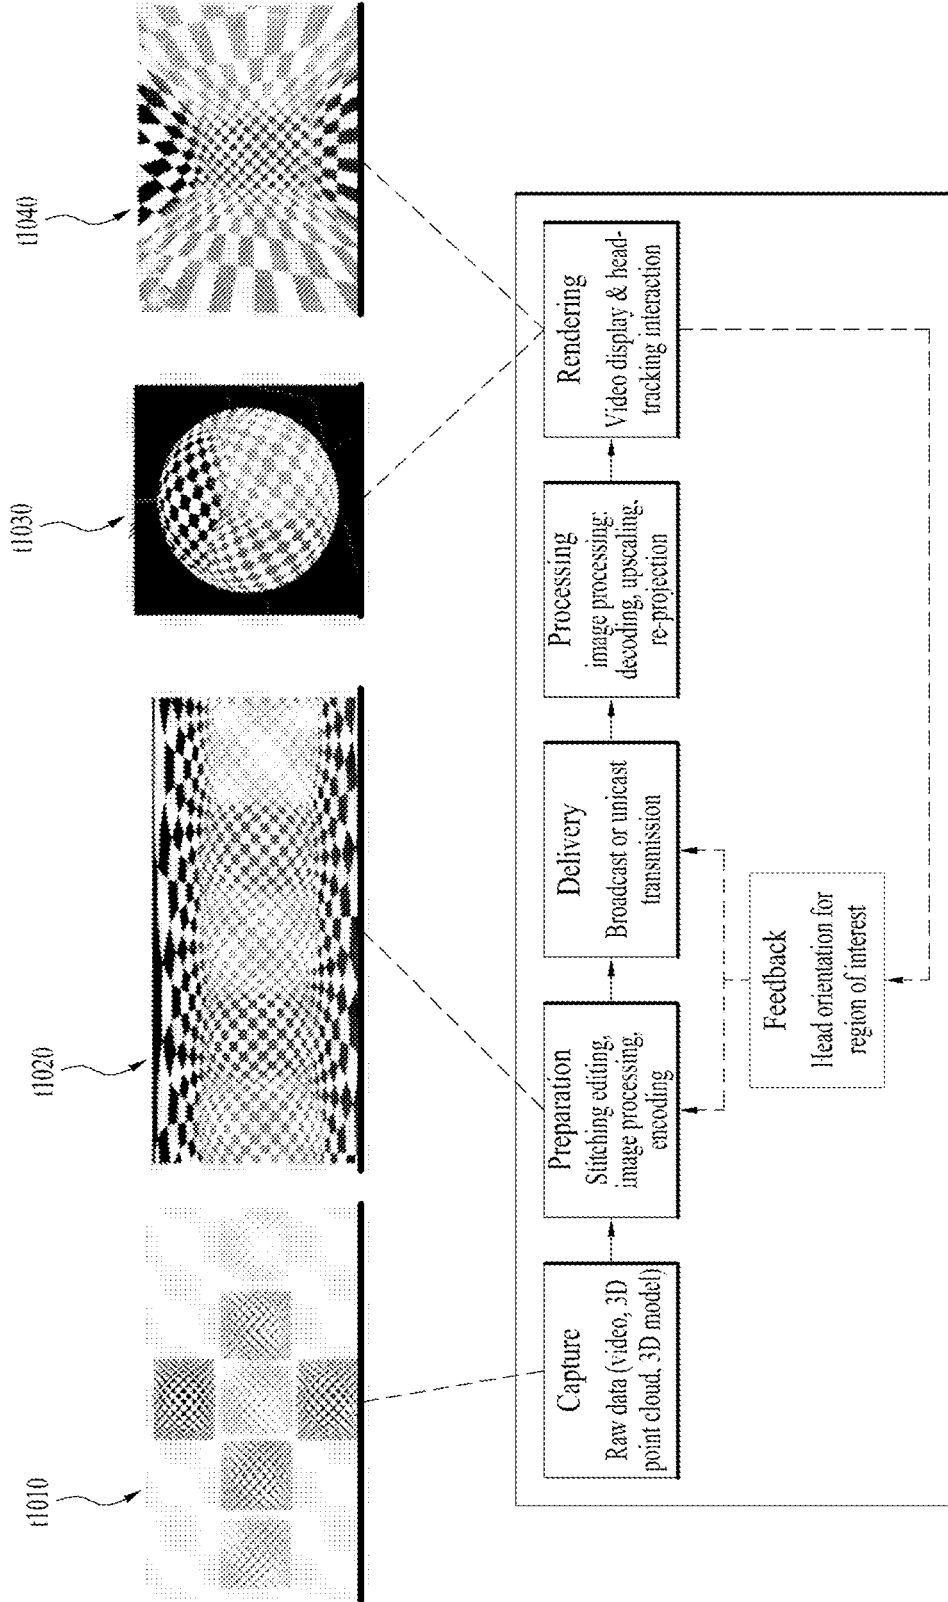 t1010
t1020
t1030
t1040
Capture
Raw data (video, 3D
point cloud, 3D model)
Preparation
Stitching editing,
image processing,
encoding
Delivery
Broadcast or unicast
transmission
Processing
image processing:
decoding, upscaling,
re-projection
Rendering
Video display & head-
tracking interaction
Feedback
Head orientation for
region of interest